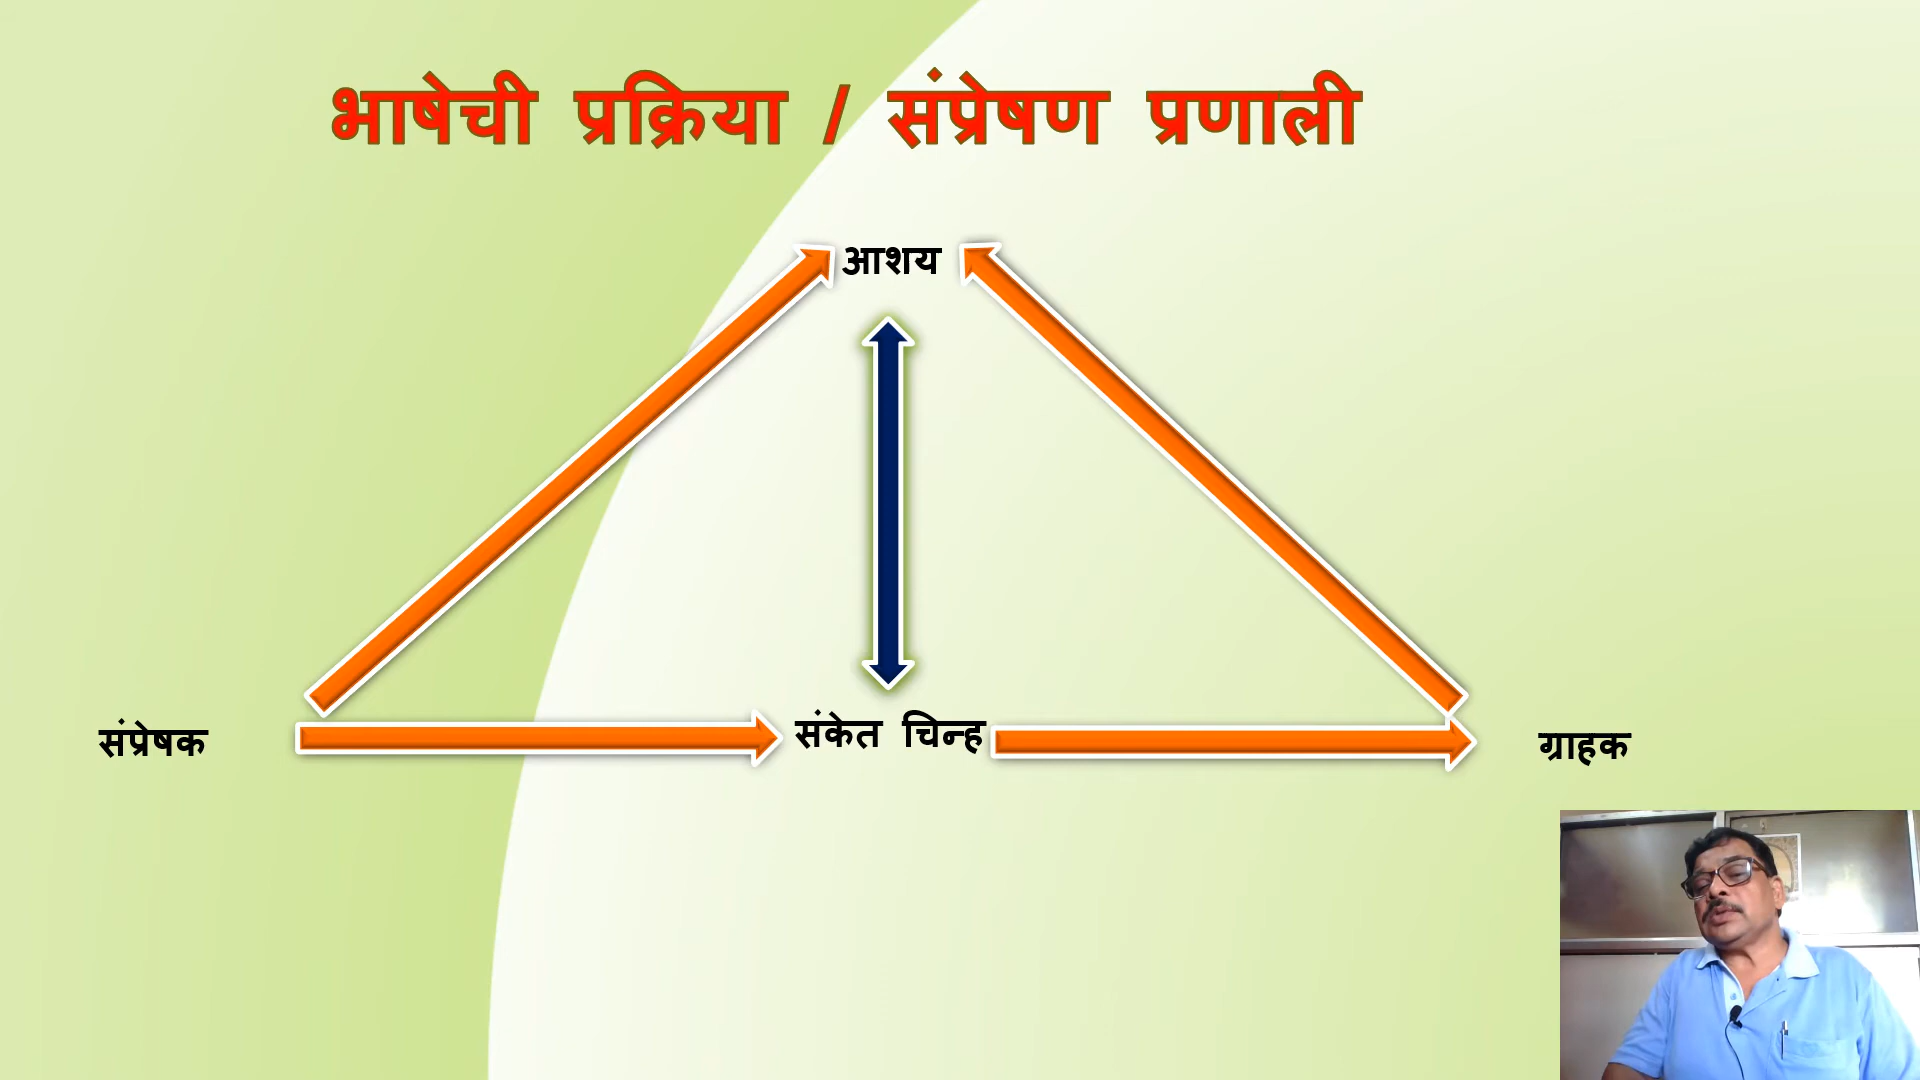 भाषेची प्रक्रिया / संप्रेषण प्रणाली
आशय
संप्रेषक
संकेत चिन्ह
ग्राहक